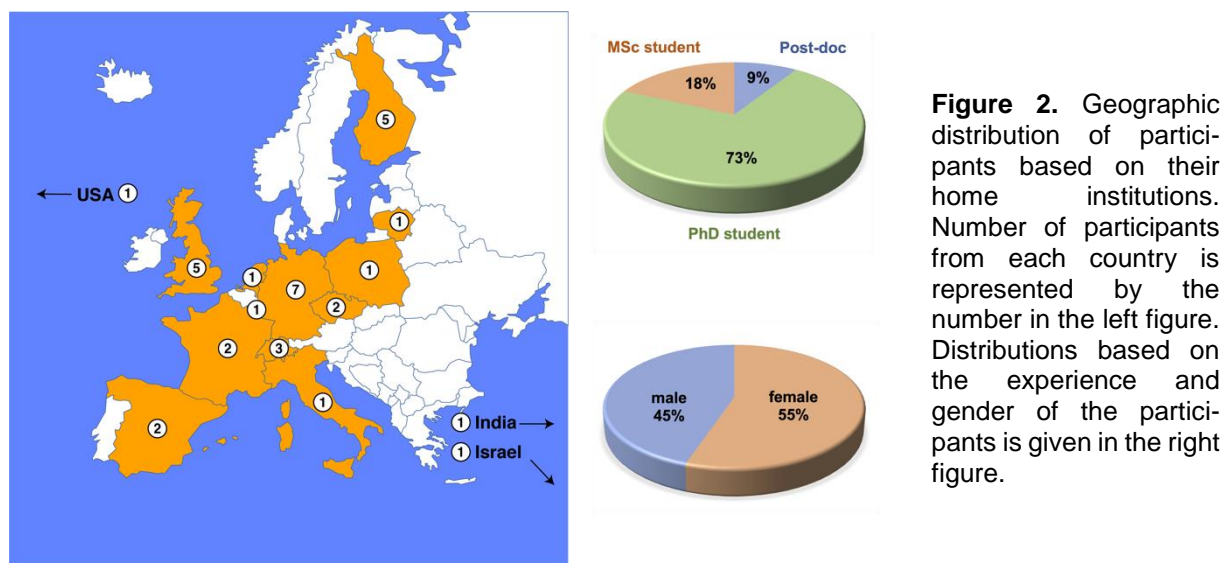 5
USA 1
1
5
1
1
7
1
2
2
3
1
2
1 India
1 Israel
MSc student
Post-doc
18%
9%
73%
PhD student
male
45%
female
55%
Figure 2. Geographic
distribution of partici-
pants based on their
home institutions.
Number of participants
from each country is
represented by the
number in the left figure.
Distributions based on
the experience and
gender of the partici-
pants is given in the right
figure.